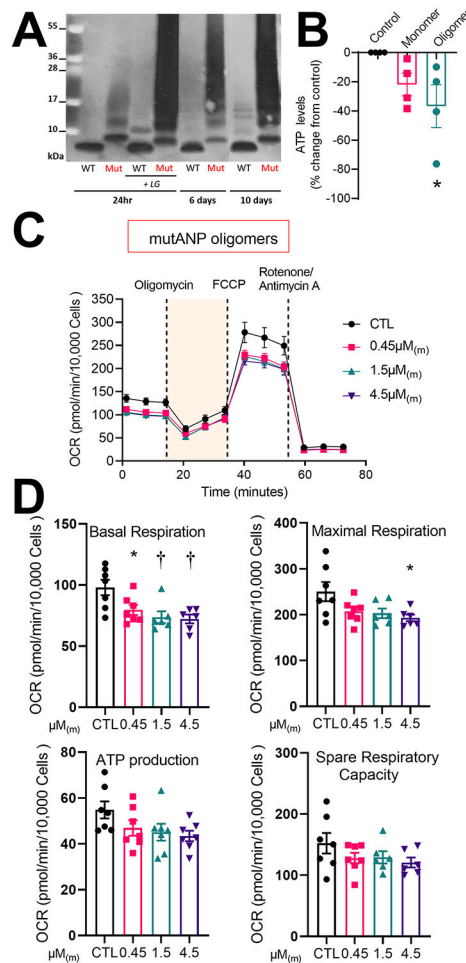 A
55
35
17
10
kDa
WT Mut WT Mut WT Mut WT Mut
+ LG
24hr 6 days 10 days
B
Control
Monomer
Oligomer
ATP levels
(% change from control)
0
-20
-40
-60
-80
-100
*
C
mutANP oligomers
Oligomycin FCCP Rotenone/
Antimycin A
OCR (pmol/min/10,000 Cells)
350
300
250
200
150
100
50
0
0 20 40 60 80
Time (minutes)
CTL
0.45µM(m)
1.5µM(m)
4.5µM(m)
D
Basal Respiration
OCR (pmol/min/10,000 Cells )
150
100
50
* † †
µM(m) CTL 0.45 1.5 4.5
Maximal Respiration
OCR (pmol/min/10,000 Cells )
400
300
200
100
*
µM(m) CTL 0.45 1.5 4.5
ATP production
OCR (pmol/min/10,000 Cells )
80
60
40
20
0
µM(m) CTL 0.45 1.5 4.5
Spare Respiratory
Capacity
OCR (pmol/min/10,000 Cells )
300
200
100
0
µM(m) CTL 0.45 1.5 4.5